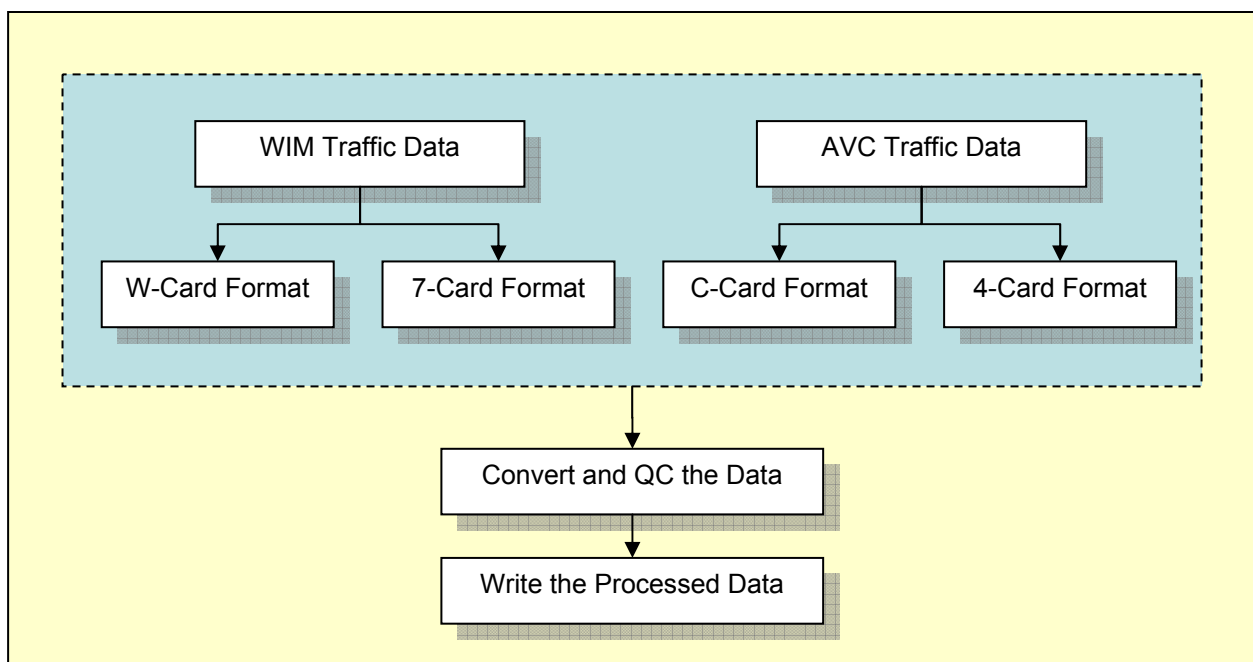 WIM Traffic Data
AVC Traffic Data
W-Card Format
7-Card Format
C-Card Format
4-Card Format
Convert and QC the Data
Write the Processed Data